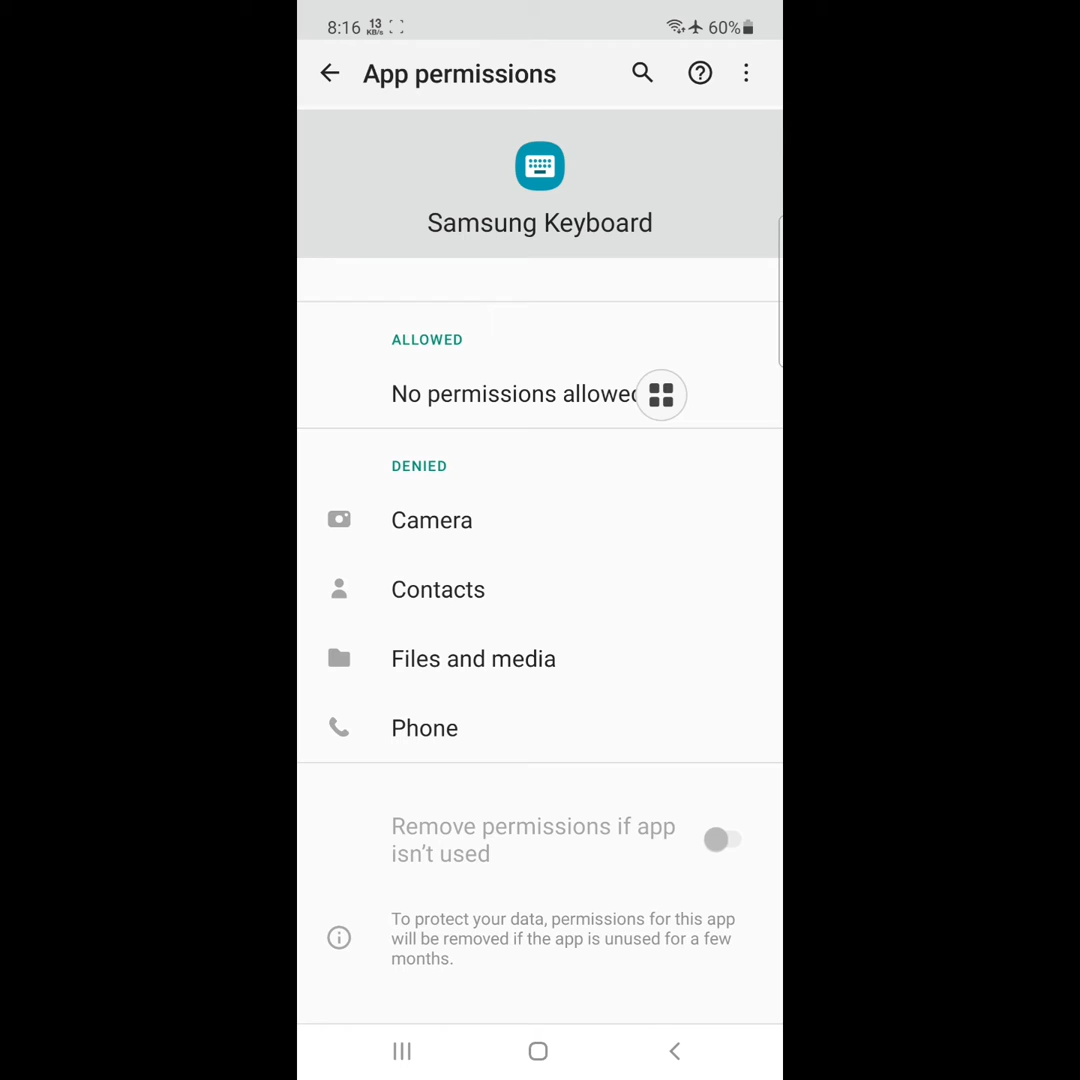 8:16 13 KB/s 60%
App permissions
Samsung Keyboard
ALLOWED
No permissions allowed
DENIED
Camera
Contacts
Files and media
Phone
Remove permissions if app
isn't used
To protect your data, permissions for this app
will be removed if the app is unused for a few
months.